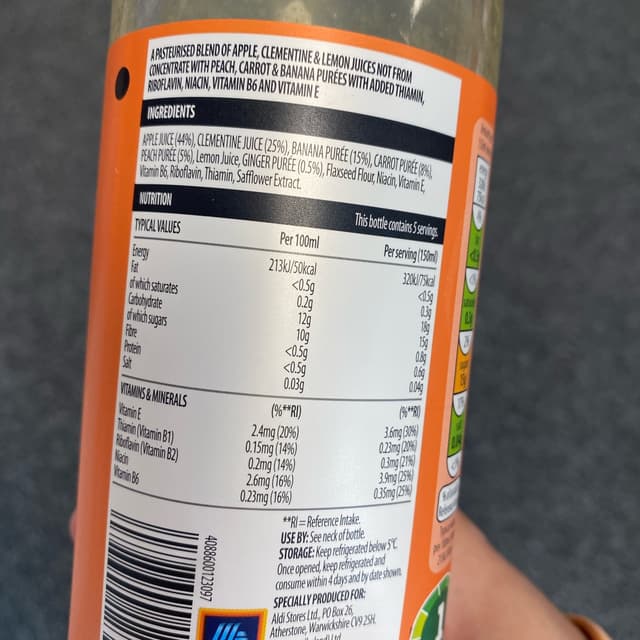 A PASTEURISED BLEND OF APPLE, CLEMENTINE & LEMON JUICES NOT FROM
CONCENTRATE WITH PEACH, CARROT & BANANA PURÉES WITH ADDED THIAMIN,
RIBOFLAVIN, NIACIN, VITAMIN B6 AND VITAMIN E
INGREDIENTS
APPLE JUICE (44%), CLEMENTINE JUICE (25%), BANANA PURÉE (15%), CARROT PURÉE (8%),
PEACH PURÉE (5%), Lemon Juice, GINGER PURÉE (0.5%), Flaxseed Flour, Niacin, Vitamin E,
Vitamin B6, Riboflavin, Thiamin, Safflower Extract.
NUTRITION This bottle contains 5 servings.
TYPICAL VALUES Per 100ml Per serving (150ml)
Energy 213kJ/50kcal 320kJ/75kcal
Fat <0.5g <0.5g
of which saturates 0.2g 0.3g
Carbohydrate 12g 18g
of which sugars 10g 15g
Fibre <0.5g 0.8g
Protein <0.5g 0.6g
Salt 0.03g 0.04g
VITAMINS & MINERALS (%**RI) (%**RI)
Vitamin E 2.4mg (20%) 3.6mg (30%)
Thiamin (Vitamin B1) 0.15mg (14%) 0.23mg (20%)
Riboflavin (Vitamin B2) 0.2mg (14%) 0.3mg (21%)
Niacin 2.6mg (16%) 3.9mg (25%)
Vitamin B6 0.23mg (16%) 0.35mg (25%)
**RI = Reference Intake.
USE BY: See neck of bottle.
STORAGE: Keep refrigerated below 5°C.
Once opened, keep refrigerated and
consume within 4 days and by date shown.
SPECIALLY PRODUCED FOR:
Aldi Stores Ltd., PO Box 26,
Atherstone, Warwickshire CV9 2SH.
4088600123097